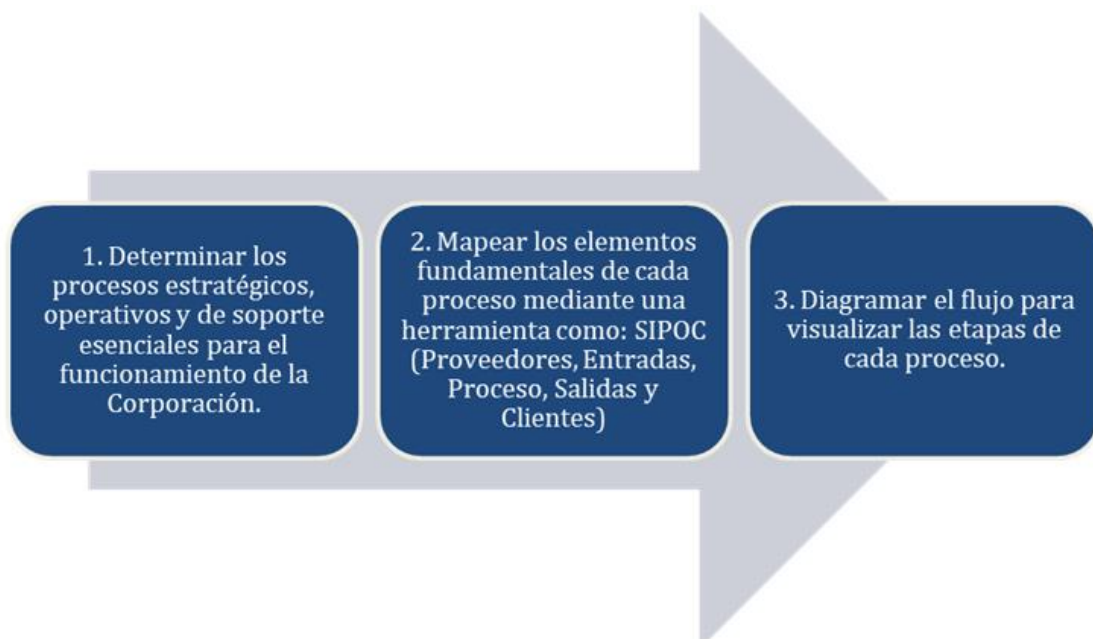 1. Determinar los
procesos estratégicos,
operativos y de soporte
esenciales para el
funcionamiento de la
Corporación.
2. Mapear los elementos
fundamentales de cada
proceso mediante una
herramienta como: SIPOC
(Proveedores, Entradas,
Proceso, Salidas y
Clientes)
3. Diagramar el flujo para
visualizar las etapas de
cada proceso.